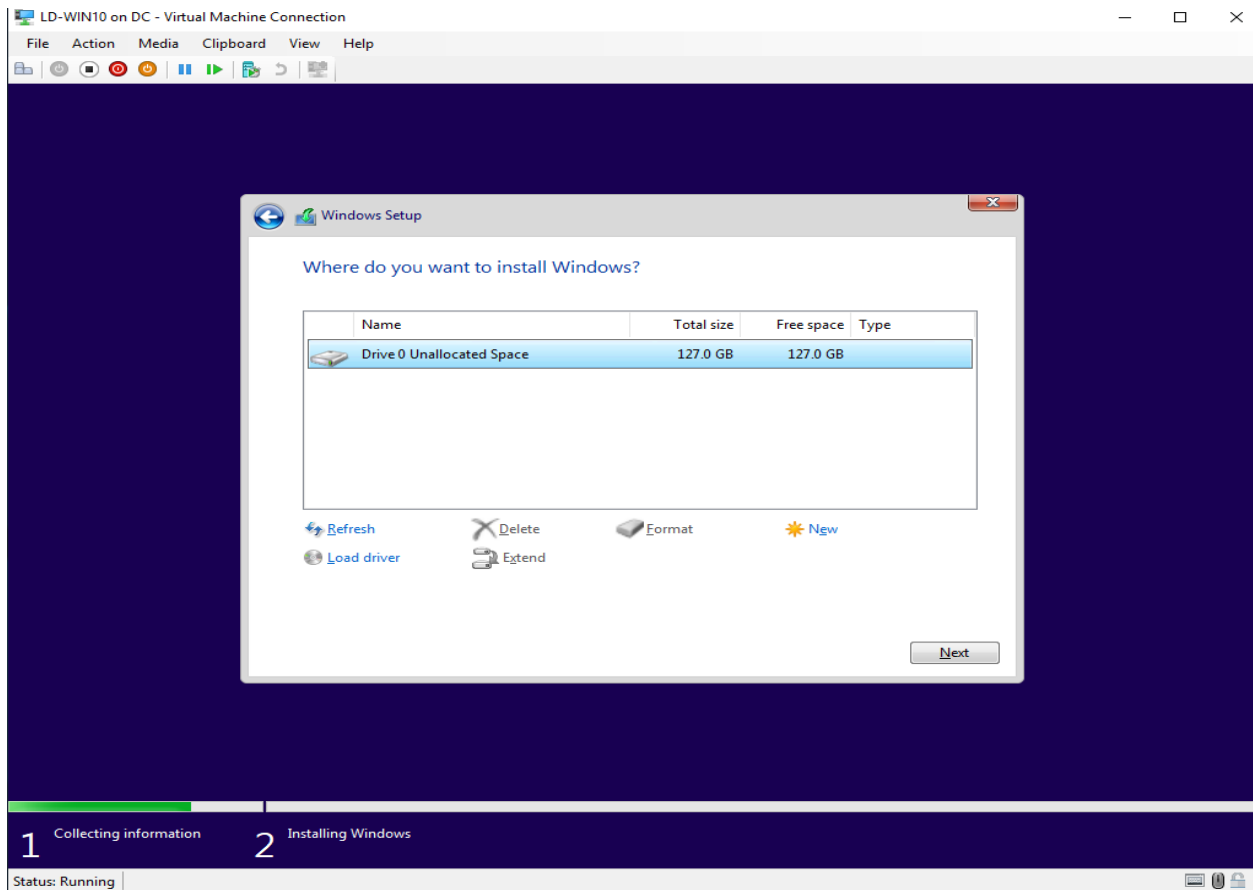 LD-WIN10 on DC - Virtual Machine Connection
File Action Media Clipboard View Help
Windows Setup
Where do you want to install Windows?
Name Total size Free space Type
Drive 0 Unallocated Space 127.0 GB 127.0 GB
Refresh Delete Format New
Load driver Extend
Next
1 Collecting information 2 Installing Windows
Status: Running